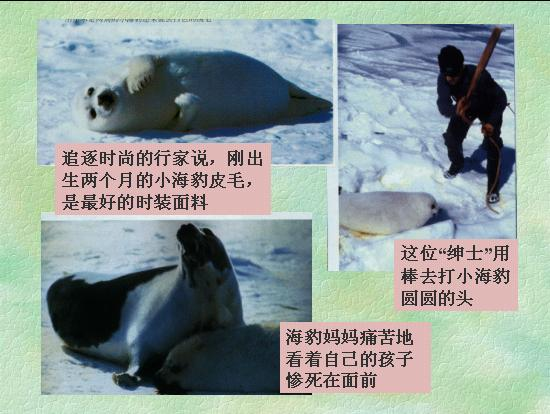 追逐时尚的行家说，刚出
生两个月的小海豹皮毛，
是最好的时装面料
这位“绅士”用
棒去打小海豹
圆圆的头
海豹妈妈痛苦地
看着自己的孩子
惨死在面前